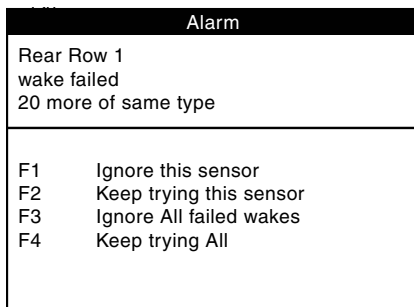 Alarm
Rear Row 1
wake failed
20 more of same type
F1 Ignore this sensor
F2 Keep trying this sensor
F3 Ignore All failed wakes
F4 Keep trying All